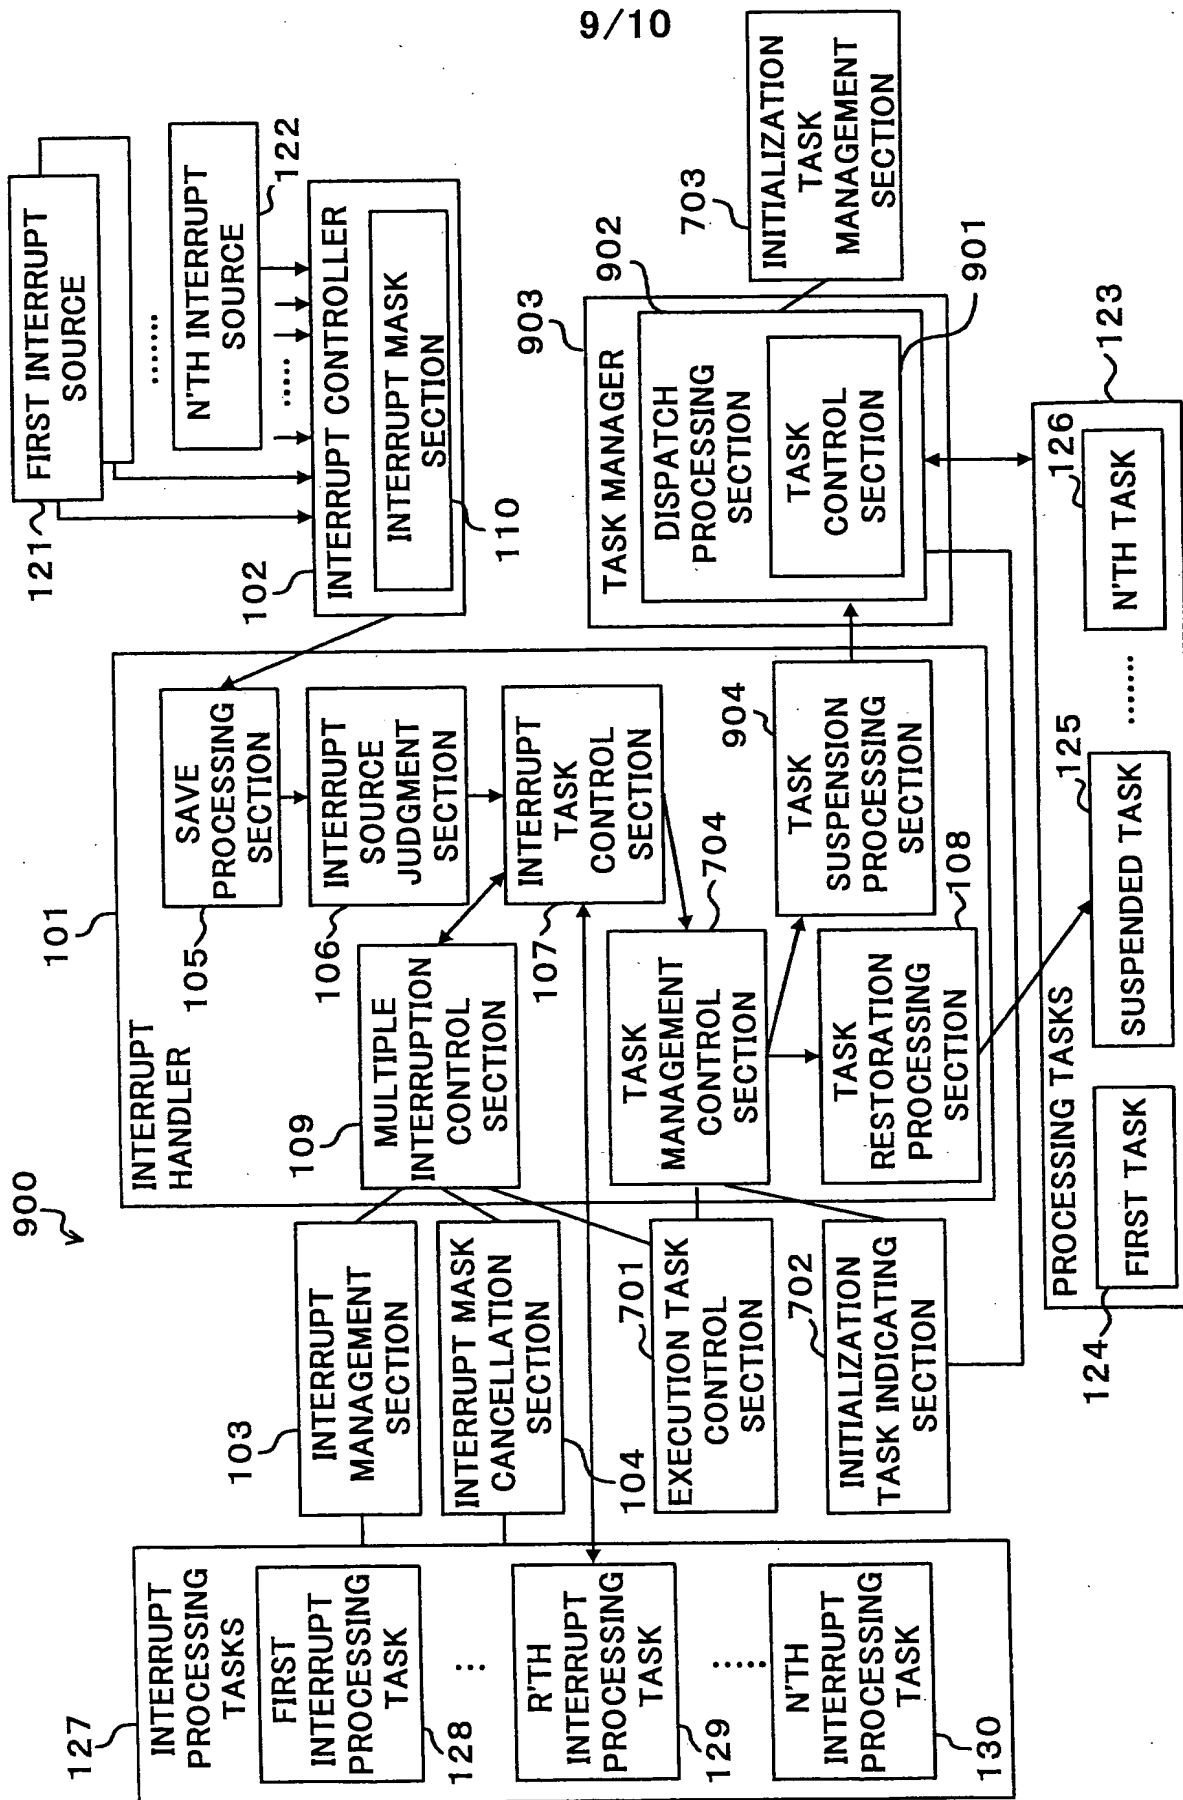 9/10
900
121
FIRST INTERRUPT
SOURCE
N'TH INTERRUPT
SOURCE
122
102
INTERRUPT CONTROLLER
INTERRUPT MASK
SECTION
110
101
INTERRUPT
HANDLER
SAVE
PROCESSING
SECTION
105
INTERRUPT
SOURCE
JUDGMENT
SECTION
106
INTERRUPT
TASK
CONTROL
SECTION
107
109
MULTIPLE
INTERRUPTION
CONTROL
SECTION
TASK
MANAGEMENT
CONTROL
SECTION
704
TASK
SUSPENSION
PROCESSING
SECTION
904
TASK
RESTORATION
PROCESSING
SECTION
108
903
TASK MANAGER
902
DISPATCH
PROCESSING
SECTION
TASK
CONTROL
SECTION
901
703
INITIALIZATION
TASK
MANAGEMENT
SECTION
103
INTERRUPT
MANAGEMENT
SECTION
INTERRUPT MASK
CANCELLATION
SECTION
104
701
EXECUTION TASK
CONTROL
SECTION
702
INITIALIZATION
TASK INDICATING
SECTION
127
INTERRUPT
PROCESSING
TASKS
FIRST
INTERRUPT
PROCESSING
TASK
128
R'TH
INTERRUPT
PROCESSING
TASK
129
N'TH
INTERRUPT
PROCESSING
TASK
130
PROCESSING TASKS
123
124
FIRST TASK
125
SUSPENDED TASK
126
N'TH TASK